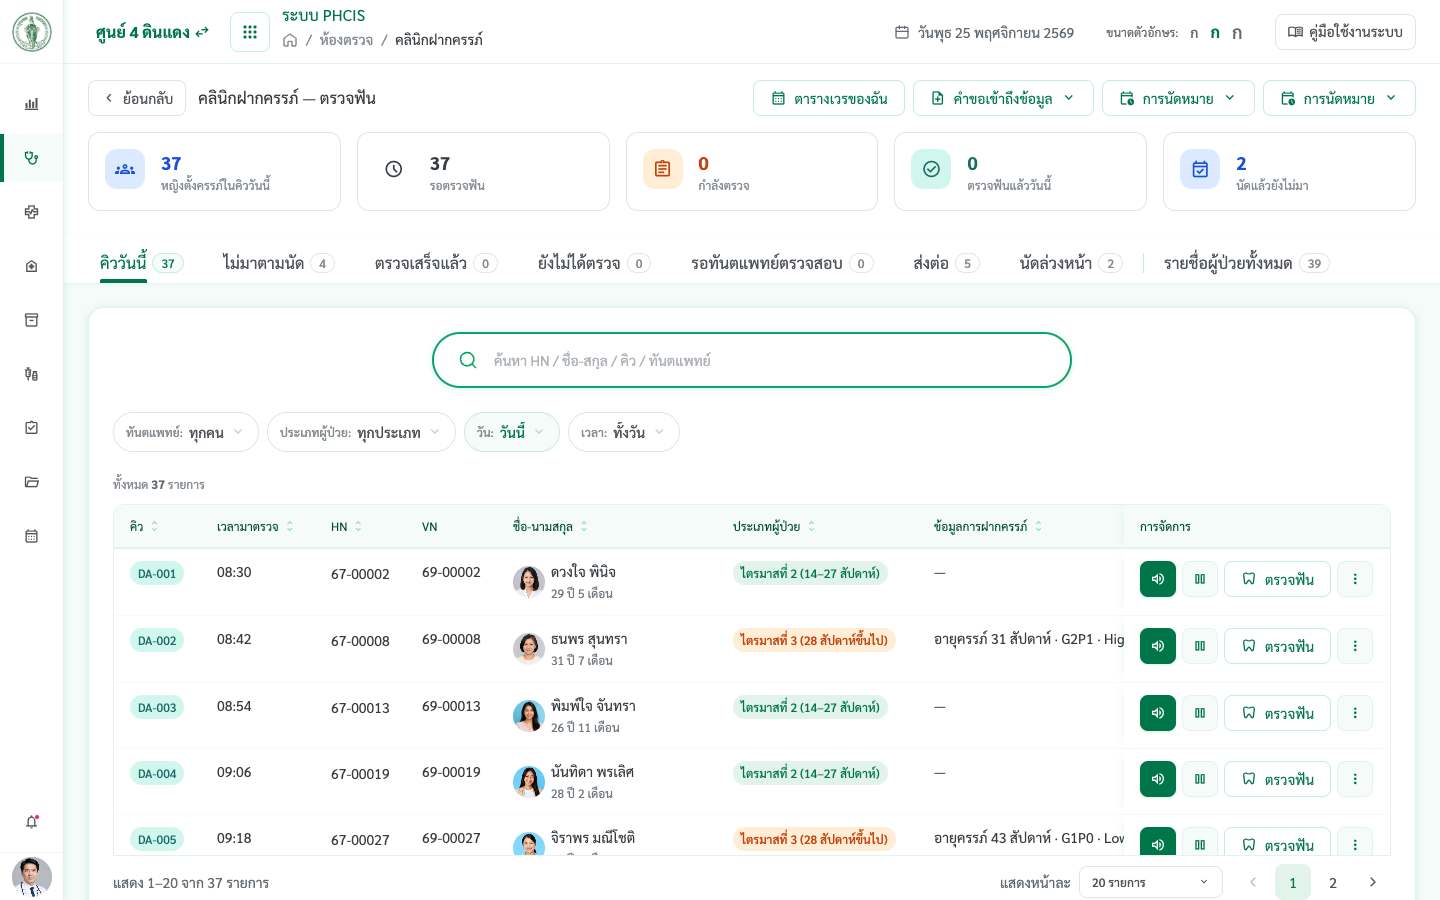 ศูนย์ 4 ดินแดง
ระบบ PHCIS
/ ห้องตรวจ / คลินิกฝากครรภ์
วันพุธ 25 พฤศจิกายน 2569
ขนาดตัวอักษร: ก ก ก
คู่มือใช้งานระบบ
ย้อนกลับ
คลินิกฝากครรภ์ — ตรวจฟัน
ตารางเวรของฉัน
คำขอเข้าถึงข้อมูล
การนัดหมาย
การนัดหมาย
37
หญิงตั้งครรภ์ในคิววันนี้
37
รอตรวจฟัน
0
กำลังตรวจ
0
ตรวจฟันแล้ววันนี้
2
นัดแล้วยังไม่มา
คิววันนี้ 37
ไม่มาตามนัด 4
ตรวจเสร็จแล้ว 0
ยังไม่ได้ตรวจ 0
รอทันตแพทย์ตรวจสอบ 0
ส่งต่อ 5
นัดล่วงหน้า 2
รายชื่อผู้ป่วยทั้งหมด 39
ค้นหา HN / ชื่อ-สกุล / คิว / ทันตแพทย์
ทันตแพทย์: ทุกคน
ประเภทผู้ป่วย: ทุกประเภท
วัน: วันนี้
เวลา: ทั้งวัน
ทั้งหมด 37 รายการ
คิว เวลามาตรวจ HN VN ชื่อ-นามสกุล ประเภทผู้ป่วย ข้อมูลการฝากครรภ์ การจัดการ
DA-001 08:30 67-00002 69-00002 ดวงใจ พินิจ ไตรมาสที่ 2 (14–27 สัปดาห์) — ตรวจฟัน
29 ปี 5 เดือน
DA-002 08:42 67-00008 69-00008 ธนพร สุนทรา ไตรมาสที่ 3 (28 สัปดาห์ขึ้นไป) อายุครรภ์ 31 สัปดาห์ · G2P1 · Hig ตรวจฟัน
31 ปี 7 เดือน
DA-003 08:54 67-00013 69-00013 พิมพ์ใจ จันทรา ไตรมาสที่ 2 (14–27 สัปดาห์) — ตรวจฟัน
26 ปี 11 เดือน
DA-004 09:06 67-00019 69-00019 นันทิดา พรเลิศ ไตรมาสที่ 2 (14–27 สัปดาห์) — ตรวจฟัน
28 ปี 2 เดือน
DA-005 09:18 67-00027 69-00027 จิราพร มณีโชติ ไตรมาสที่ 3 (28 สัปดาห์ขึ้นไป) อายุครรภ์ 43 สัปดาห์ · G1P0 · Low ตรวจฟัน
แสดง 1–20 จาก 37 รายการ
แสดงหน้าละ 20 รายการ 1 2